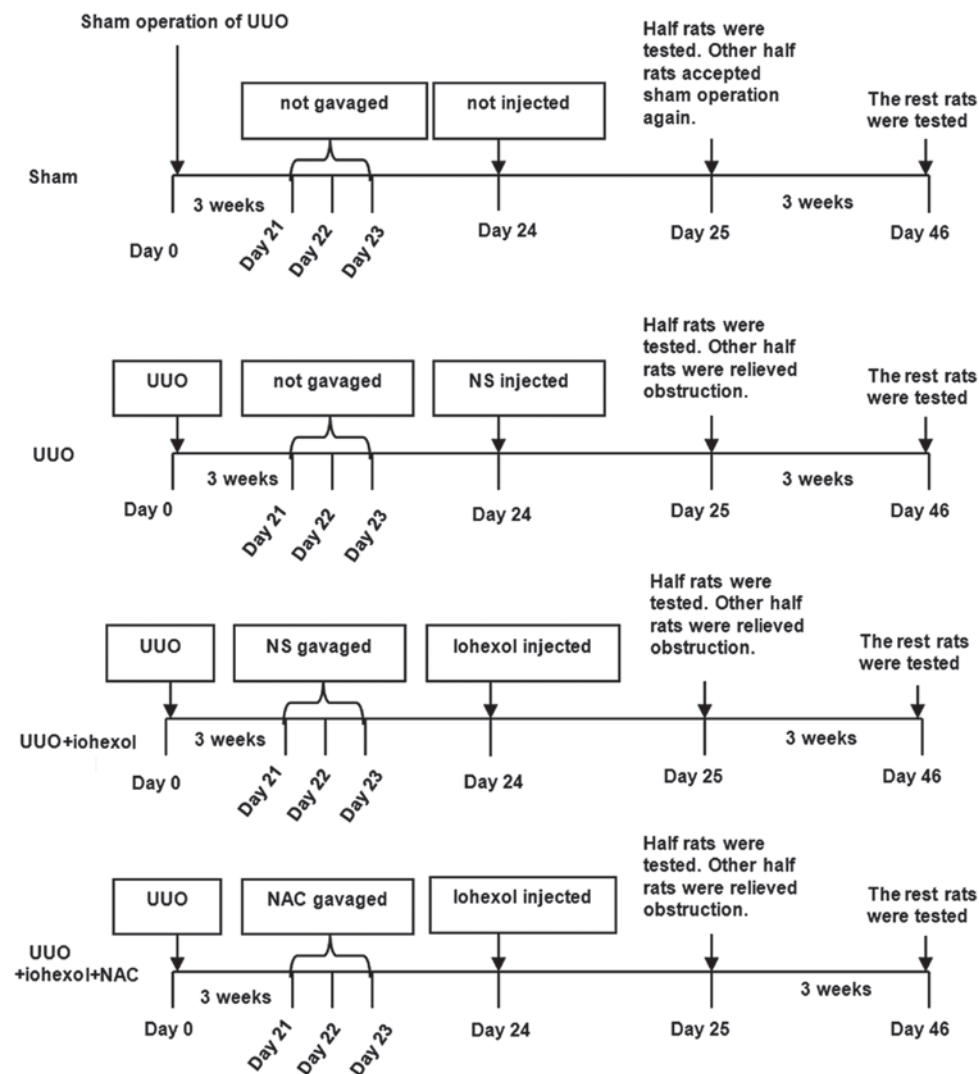 Sham operation of UUO
Half rats were
tested. Other half
rats accepted
sham operation
again.
The rest rats
were tested
not gavaged
not injected
Sham
3 weeks
3 weeks
Day 0
Day 21
Day 22
Day 23
Day 24
Day 25
Day 46
Half rats were
tested. Other half
rats were relieved
obstruction.
The rest rats
were tested
UUO
not gavaged
NS injected
UUO
3 weeks
3 weeks
Day 0
Day 21
Day 22
Day 23
Day 24
Day 25
Day 46
Half rats were
tested. Other half
rats were relieved
obstruction.
The rest rats
were tested
UUO
NS gavaged
Iohexol injected
UUO+iohexol
3 weeks
3 weeks
Day 0
Day 21
Day 22
Day 23
Day 24
Day 25
Day 46
Half rats were
tested. Other half
rats were relieved
obstruction.
The rest rats
were tested
UUO
NAC gavaged
Iohexol injected
UUO
+iohexol+NAC
3 weeks
3 weeks
Day 0
Day 21
Day 22
Day 23
Day 24
Day 25
Day 46